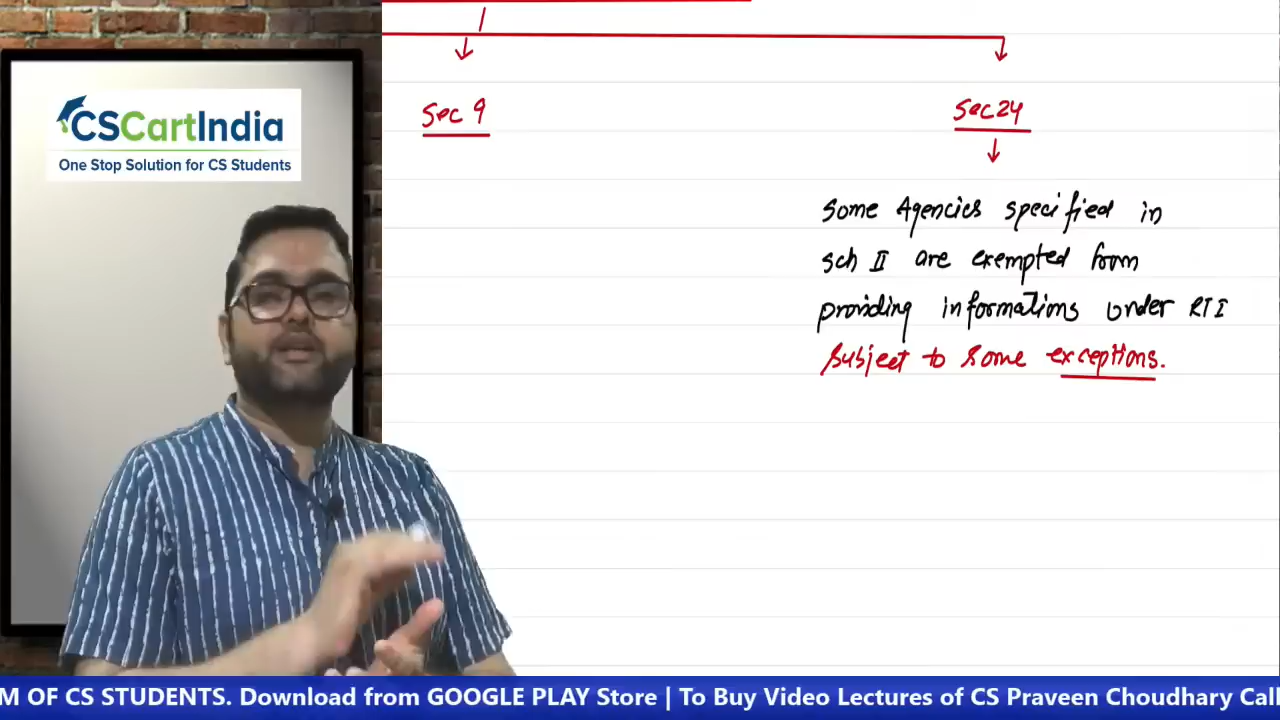 CSCartIndia
One Stop Solution for CS Students
Sec 9
Sec 24
Some Agencies specified in
sch II are exempted from
providing informations under RTI
subject to some exceptions.
M OF CS STUDENTS. Download from GOOGLE PLAY Store | To Buy Video Lectures of CS Praveen Choudhary Call